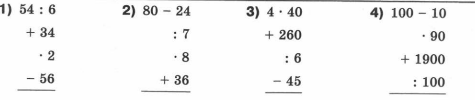 1) 54 : 6 2) 80 − 24 3) 4 · 40 4) 100 − 10
+ 34 : 7 + 260 · 90
· 2 · 8 : 6 + 1900
− 56 + 36 − 45 : 100